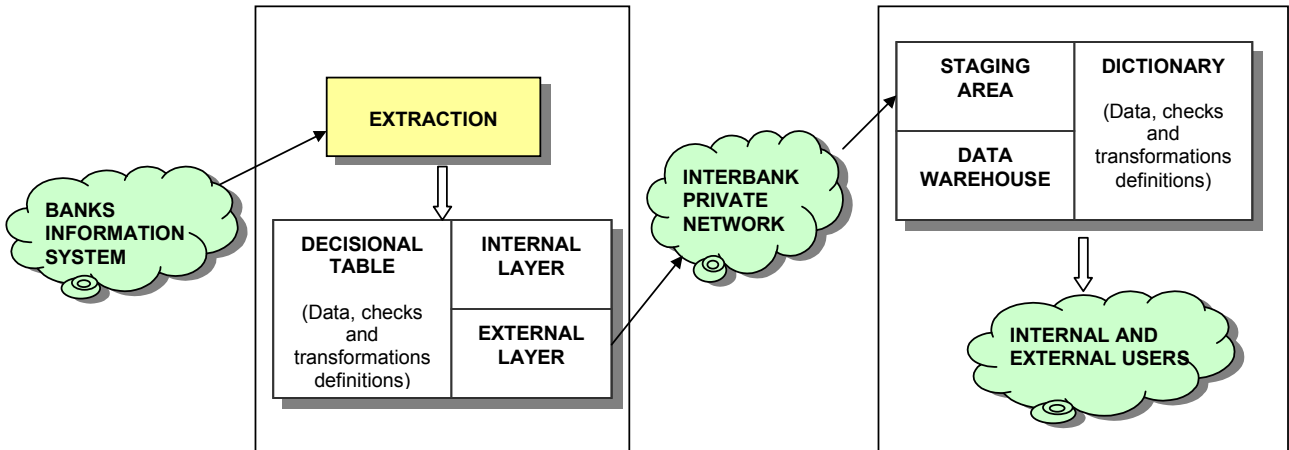 BANKS
INFORMATION
SYSTEM
EXTRACTION
DECISIONAL
TABLE
(Data, checks
and
transformations
definitions)
INTERNAL
LAYER
EXTERNAL
LAYER
INTERBANK
PRIVATE
NETWORK
STAGING
AREA
DATA
WAREHOUSE
DICTIONARY
(Data, checks
and
transformations
definitions)
INTERNAL AND
EXTERNAL USERS